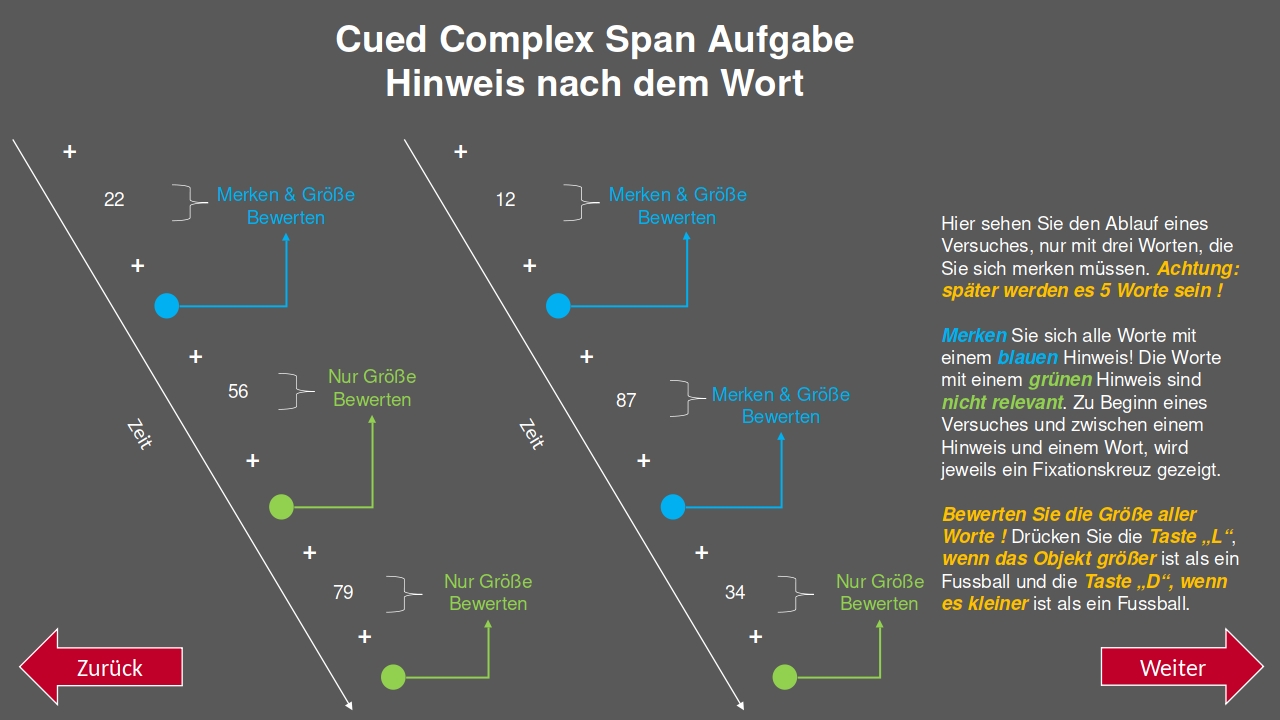 Cued Complex Span Aufgabe
Hinweis nach dem Wort
+
22
Merken & Größe
Bewerten
+
+
56
Nur Größe
Bewerten
Zeit
+
+
79
Nur Größe
Bewerten
+
+
12
Merken & Größe
Bewerten
+
+
87
Merken & Größe
Bewerten
Zeit
+
+
34
Nur Größe
Bewerten
+
Hier sehen Sie den Ablauf eines
Versuches, nur mit drei Worten, die
Sie sich merken müssen. Achtung:
später werden es 5 Worte sein !
Merken Sie sich alle Worte mit
einem blauen Hinweis! Die Worte
mit einem grünen Hinweis sind
nicht relevant. Zu Beginn eines
Versuches und zwischen einem
Hinweis und einem Wort, wird
jeweils ein Fixationskreuz gezeigt.
Bewerten Sie die Größe aller
Worte ! Drücken Sie die Taste „L“,
wenn das Objekt größer ist als ein
Fussball und die Taste „D“, wenn
es kleiner ist als ein Fussball.
Zurück
Weiter